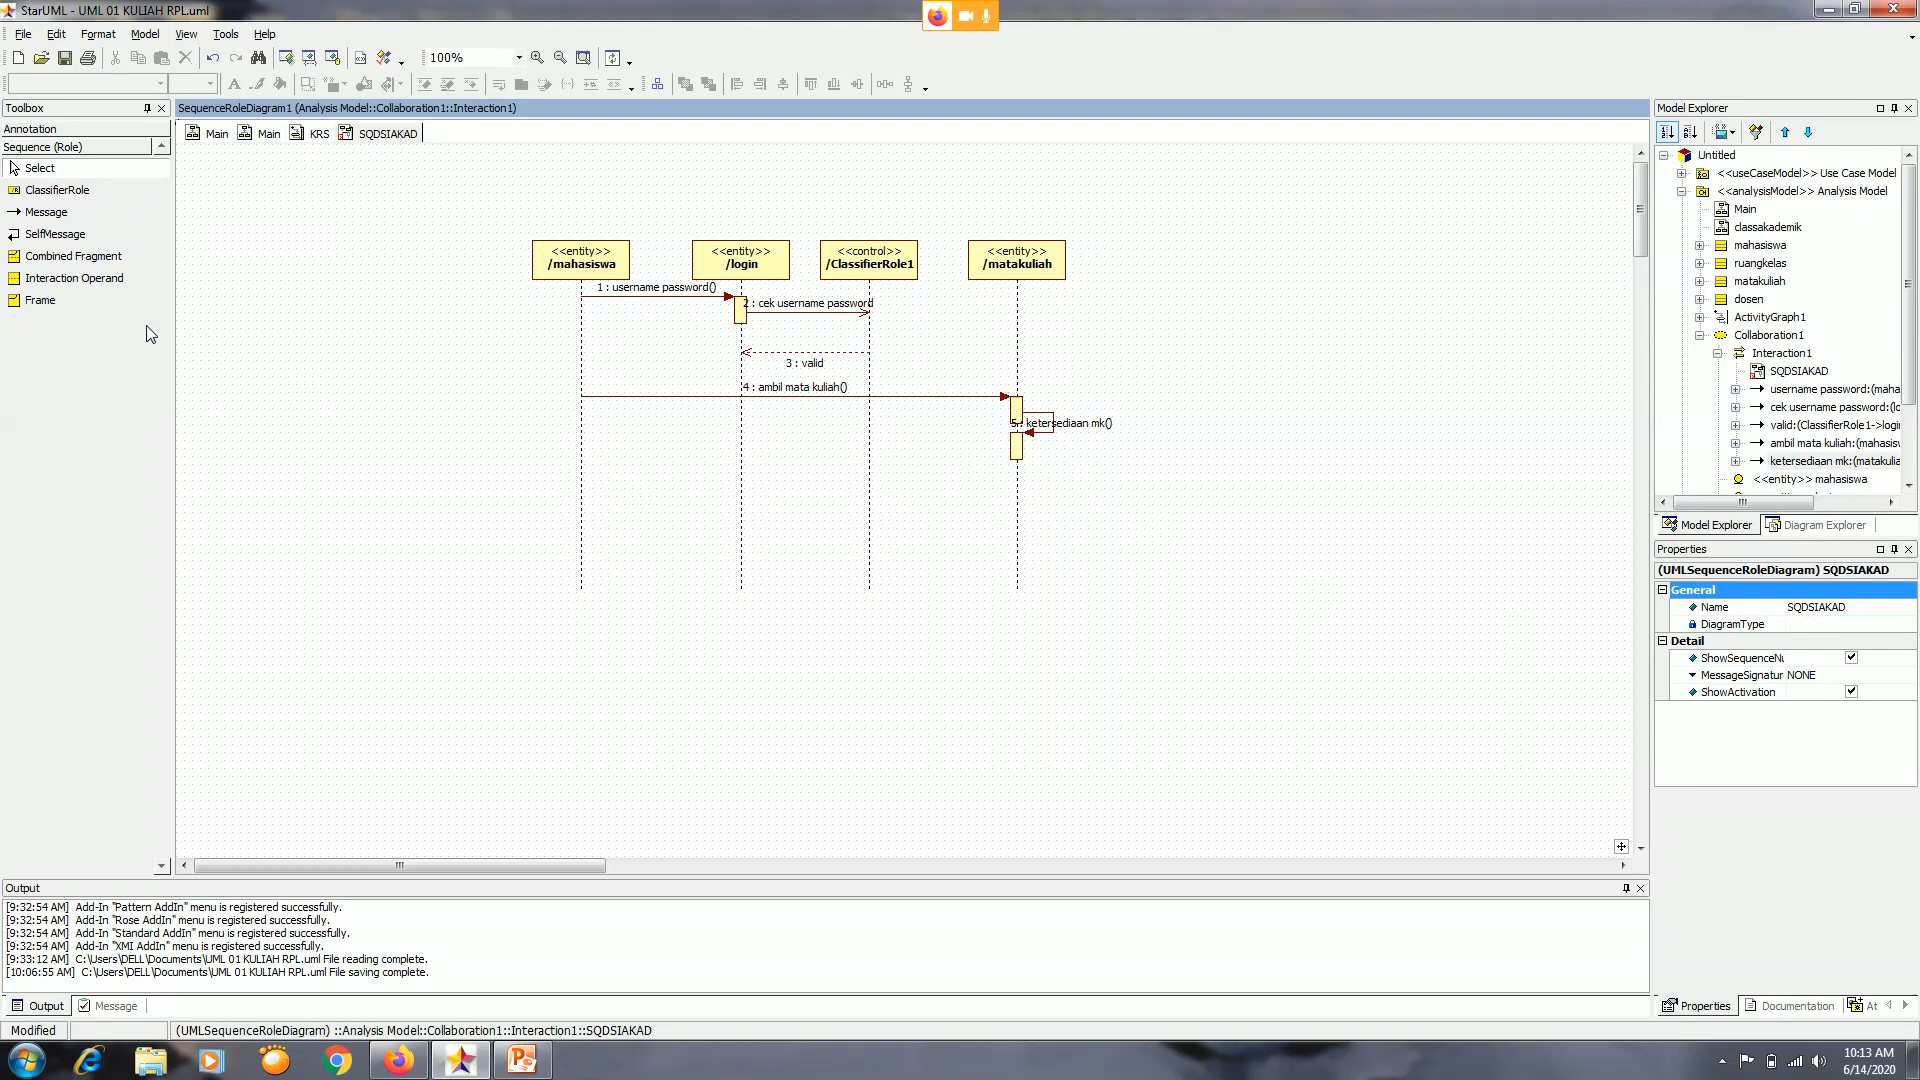 StarUML - UML 01 KULIAH RPL.uml
File Edit Format Model View Tools Help
100%
Toolbox
Annotation
Sequence (Role)
Select
ClassifierRole
Message
SelfMessage
Combined Fragment
Interaction Operand
Frame
SequenceRoleDiagram1 (Analysis Model::Collaboration1::Interaction1)
Main Main KRS SQDSIAKAD
<<entity>>
/mahasiswa
<<entity>>
/login
<<control>>
/ClassifierRole1
<<entity>>
/matakuliah
1 : username password()
2 : cek username password
3 : valid
4 : ambil mata kuliah()
5 : ketersediaan mk()
Model Explorer
Untitled
<<useCaseModel>> Use Case Model
<<analysisModel>> Analysis Model
Main
classakademik
mahasiswa
ruangkelas
matakuliah
dosen
ActivityGraph1
Collaboration1
Interaction1
SQDSIAKAD
username password:(maha
cek username password:(lo
valid:(ClassifierRole1->login
ambil mata kuliah:(mahasisw
ketersediaan mk:(matakulia
<<entity>> mahasiswa
Model Explorer Diagram Explorer
Properties
(UMLSequenceRoleDiagram) SQDSIAKAD
General
Name SQDSIAKAD
DiagramType
Detail
ShowSequenceNu
MessageSignatur NONE
ShowActivation
Output
[9:32:54 AM] Add-In "Pattern AddIn" menu is registered successfully.
[9:32:54 AM] Add-In "Rose AddIn" menu is registered successfully.
[9:32:54 AM] Add-In "Standard AddIn" menu is registered successfully.
[9:32:54 AM] Add-In "XMI AddIn" menu is registered successfully.
[9:33:12 AM] C:\Users\DELL\Documents\UML 01 KULIAH RPL.uml File reading complete.
[10:06:55 AM] C:\Users\DELL\Documents\UML 01 KULIAH RPL.uml File saving complete.
Output Message
Properties Documentation At
Modified (UMLSequenceRoleDiagram) ::Analysis Model::Collaboration1::Interaction1::SQDSIAKAD
10:13 AM
6/14/2020